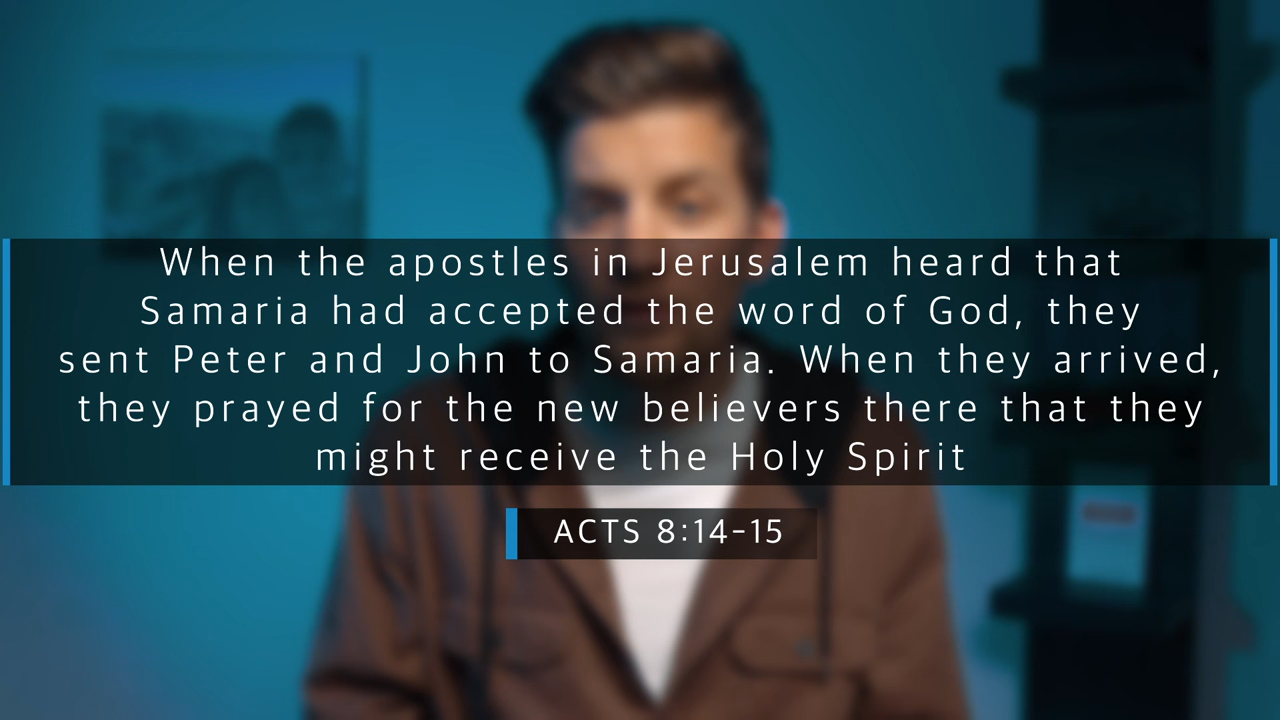 When the apostles in Jerusalem heard that
Samaria had accepted the word of God, they
sent Peter and John to Samaria. When they arrived,
they prayed for the new believers there that they
might receive the Holy Spirit
ACTS 8:14-15